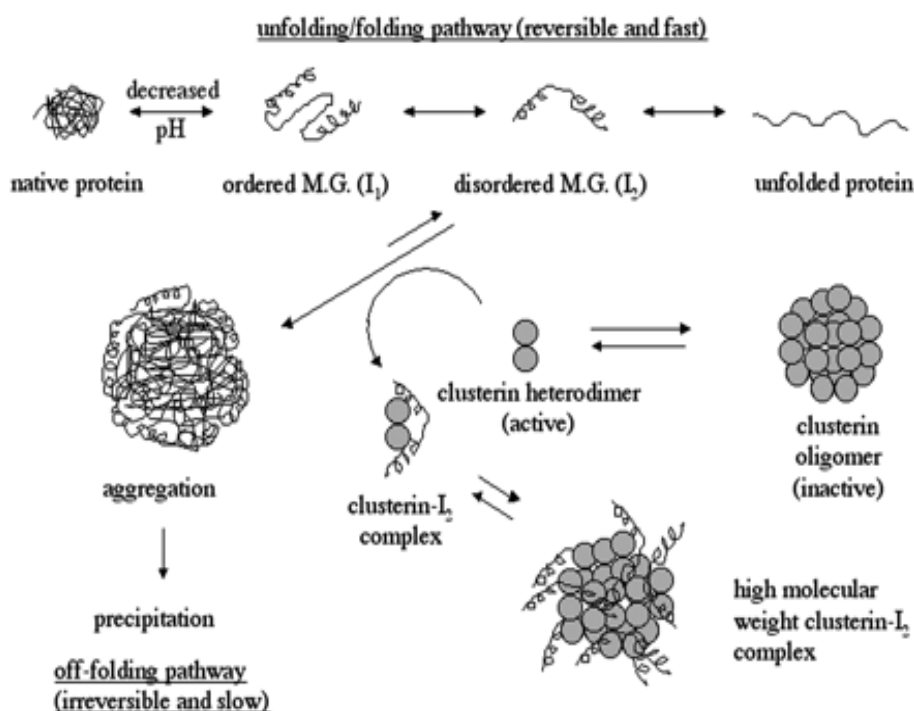 unfolding/folding pathway (reversible and fast)
decreased
pH
native protein
ordered M.G. (I₁)
disordered M.G. (I₂)
unfolded protein
clusterin heterodimer
(active)
clusterin
oligomer
(inactive)
aggregation
clusterin-I₂
complex
precipitation
high molecular
weight clusterin-I₂
complex
off-folding pathway
(irreversible and slow)